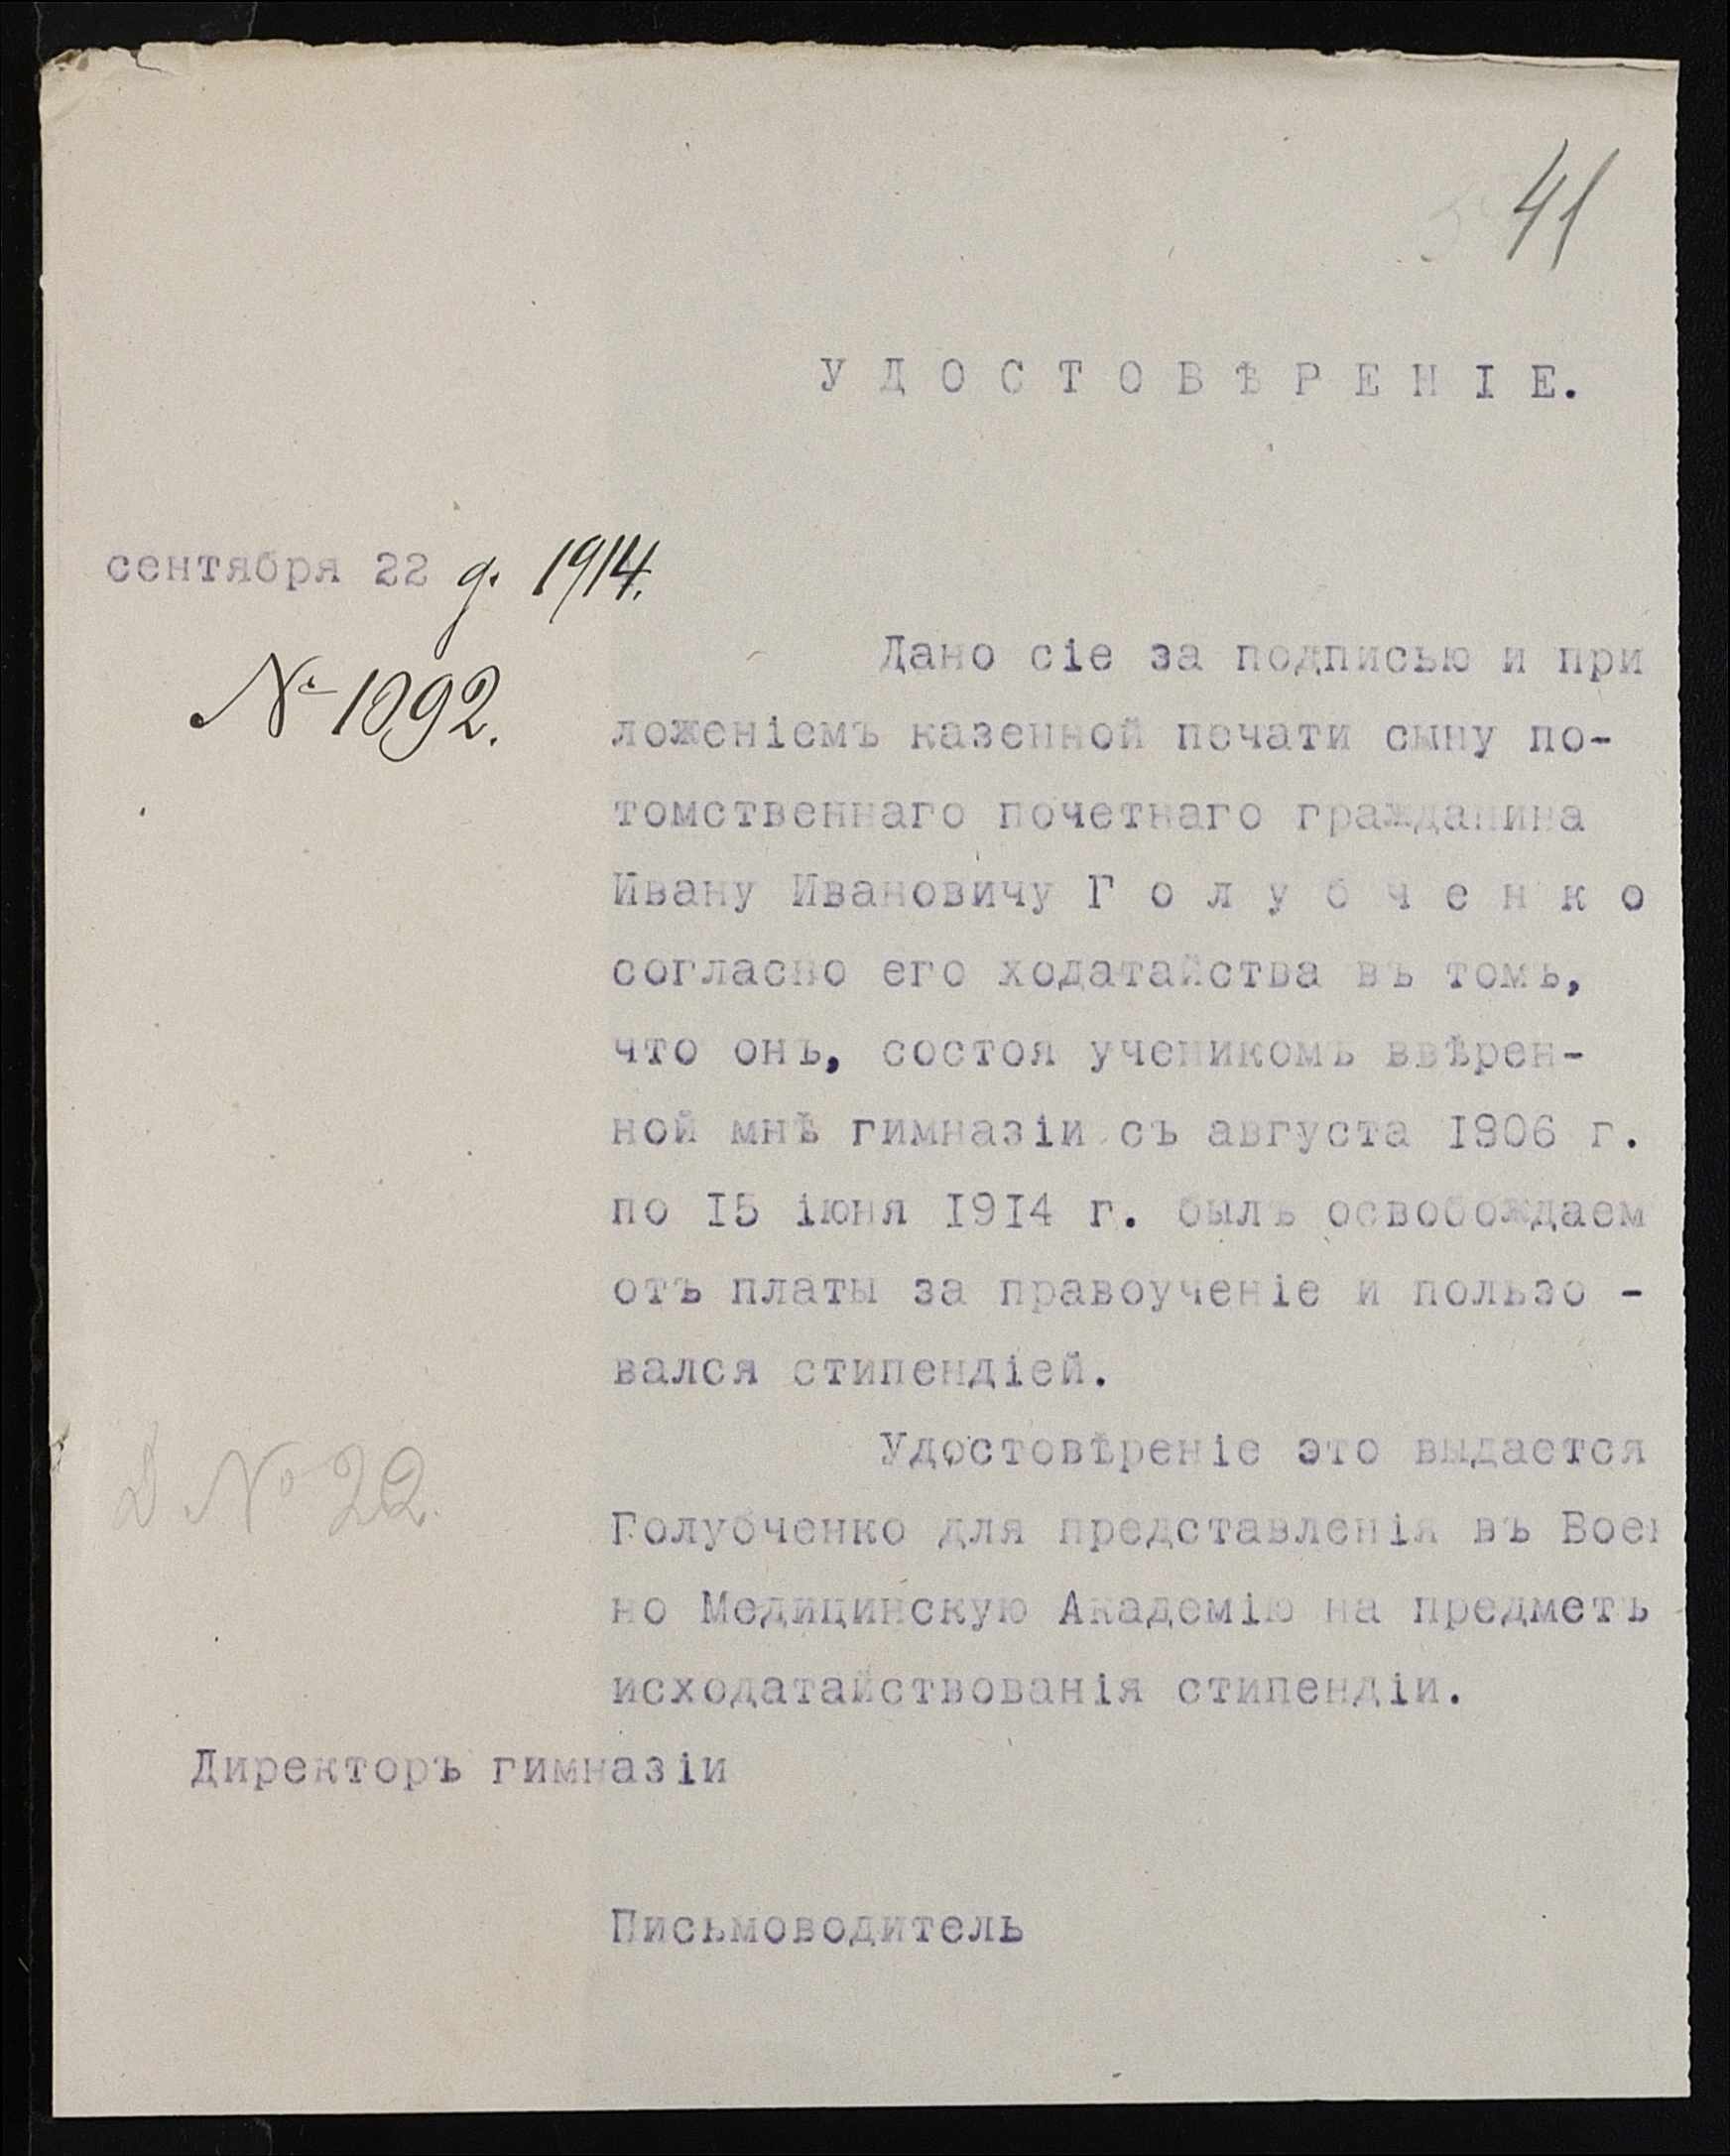 41
УДОСТОВѢРЕНІЕ.
сентября 22 д. 1914.
№ 1092.
Дано сіе за подписью и при
ложеніемъ казенной печати сыну по-
томственнаго почетнаго гражданина
Ивану Ивановичу Голубченко
согласно его ходатайства въ томъ,
что онъ, состоя ученикомъ ввѣрен-
ной мнѣ гимназіи съ августа 1906 г.
по 15 іюня 1914 г. былъ освобождаем
отъ платы за правоученіе и пользо -
вался стипендіей.
Удостовѣреніе это выдается
Голубченко для представленія въ Воен
но Медицинскую Академію на предметъ
исходатайствованія стипендіи.
Д № 22.
Директоръ гимназіи
Письмоводитель